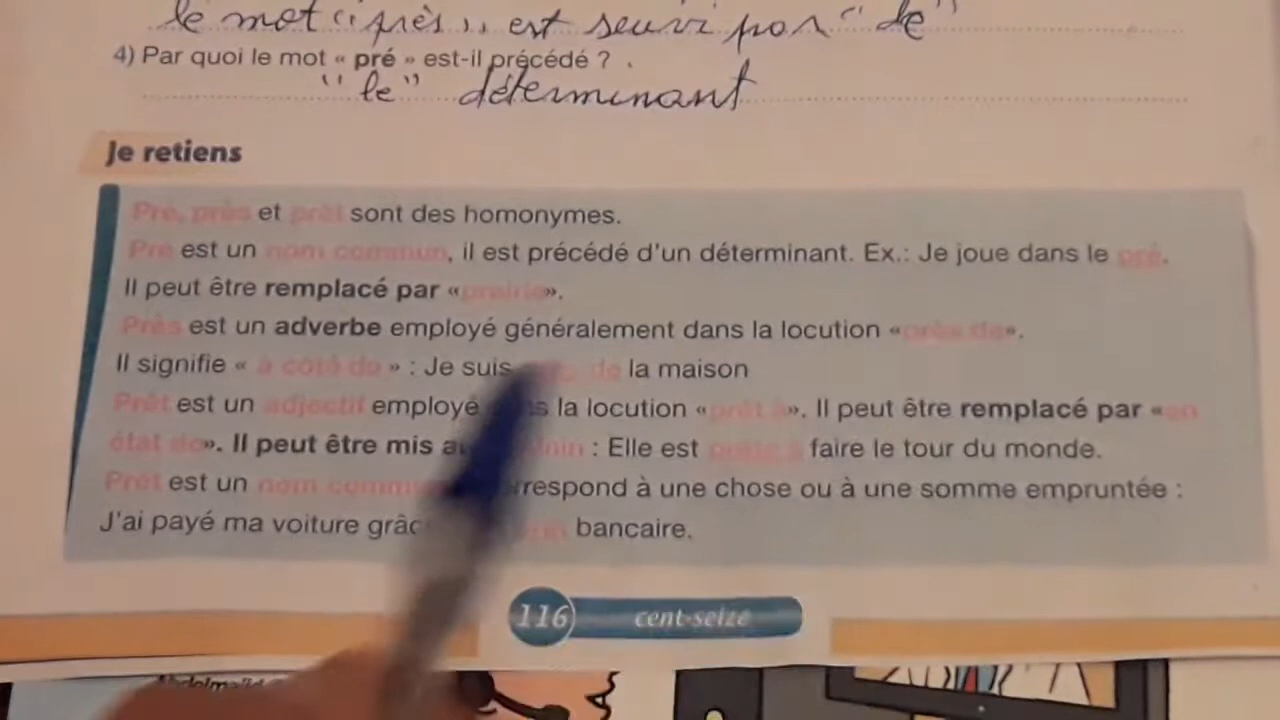 le mot "près" est suivi par "de"
4) Par quoi le mot « pré » est-il précédé ?
"le" déterminant
Je retiens
Pré, près et prêt sont des homonymes.
Pré est un nom commun, il est précédé d'un déterminant. Ex.: Je joue dans le pré.
Il peut être remplacé par «prairie».
Près est un adverbe employé généralement dans la locution «près de».
Il signifie « à côté de » : Je suis de la maison
Prêt est un adjectif employé la locution «prêt à». Il peut être remplacé par «en
état de». Il peut être mis : Elle est prête à faire le tour du monde.
Prêt est un nom à une chose ou à une somme empruntée :
J'ai payé ma voiture bancaire.
116 cent-seize